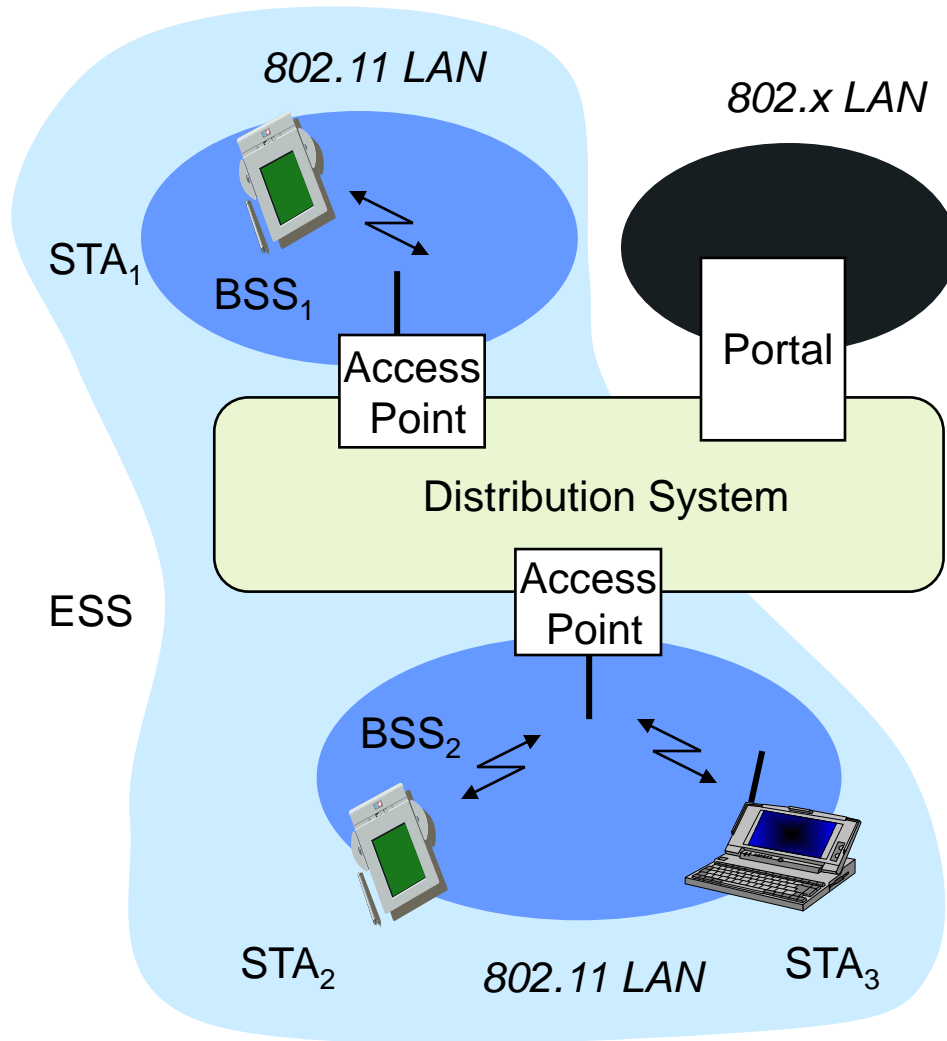 802.11 LAN
802.x LAN
STA₁
BSS₁
Access
Point
Portal
Distribution System
Access
Point
ESS
BSS₂
STA₂
802.11 LAN
STA₃